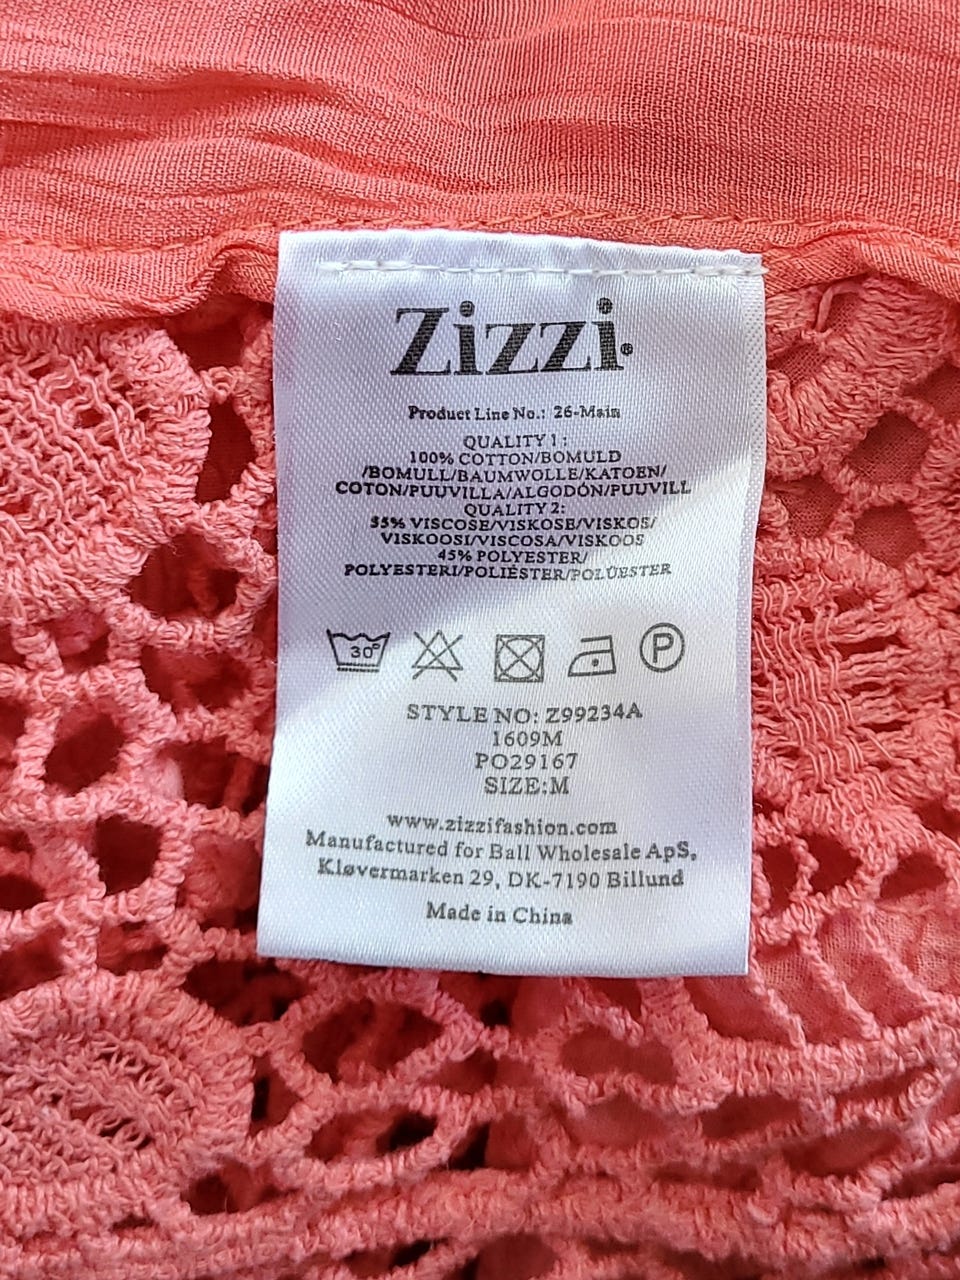 Zizzi®
Product Line No.: 26-Main
QUALITY 1:
100% COTTON/BOMULD
/BOMULL/BAUMWOLLE/KATOEN/
COTON/PUUVILLA/ALGODÓN/PUUVILL
QUALITY 2:
55% VISCOSE/VISKOSE/VISKOS/
VISKOOSI/VISCOSA/VISKOOS
45% POLYESTER/
POLYESTERI/POLIÉSTER/POLÜESTER
30° P
STYLE NO: Z99234A
1609M
PO29167
SIZE:M
www.zizzifashion.com
Manufactured for Ball Wholesale ApS,
Kløvermarken 29, DK-7190 Billund
Made in China